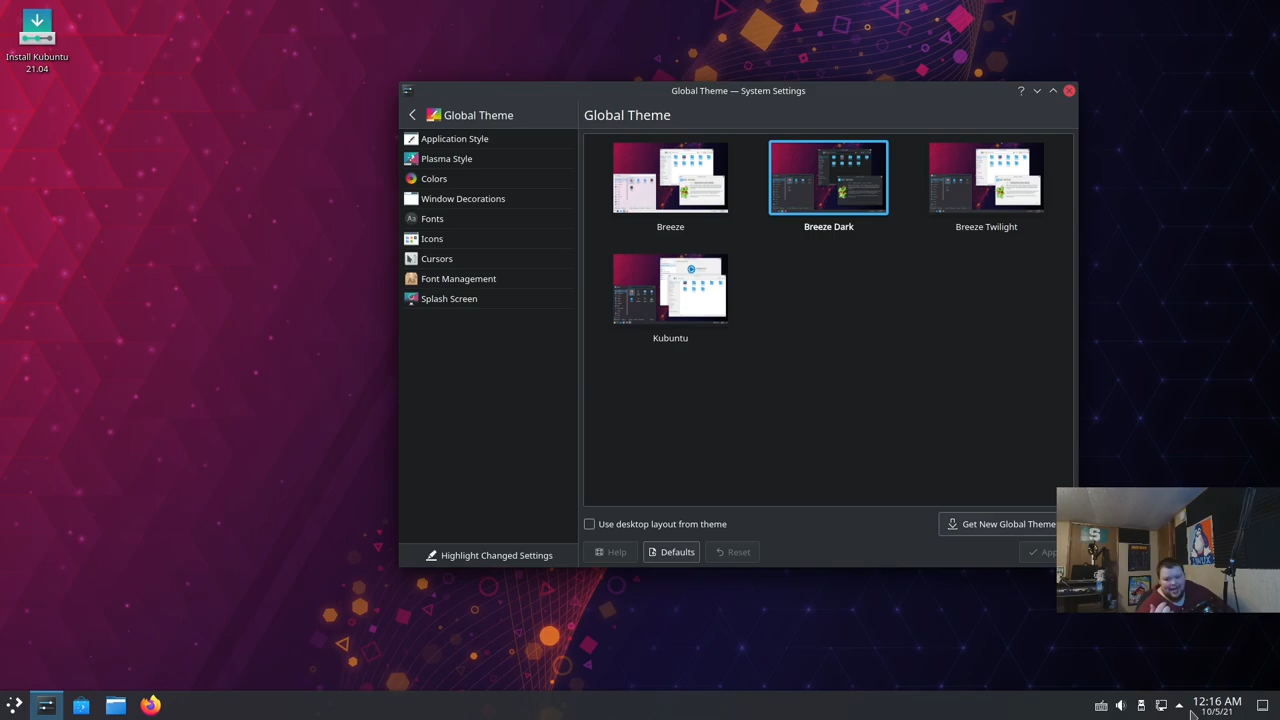 Install Kubuntu
21.04
Global Theme — System Settings
Global Theme
Global Theme
Application Style
Plasma Style
Colors
Window Decorations
Fonts
Icons
Cursors
Font Management
Splash Screen
Breeze
Breeze Dark
Breeze Twilight
Kubuntu
Use desktop layout from theme
Get New Global Theme
Highlight Changed Settings
Help
Defaults
Reset
App
12:16 AM
10/5/21